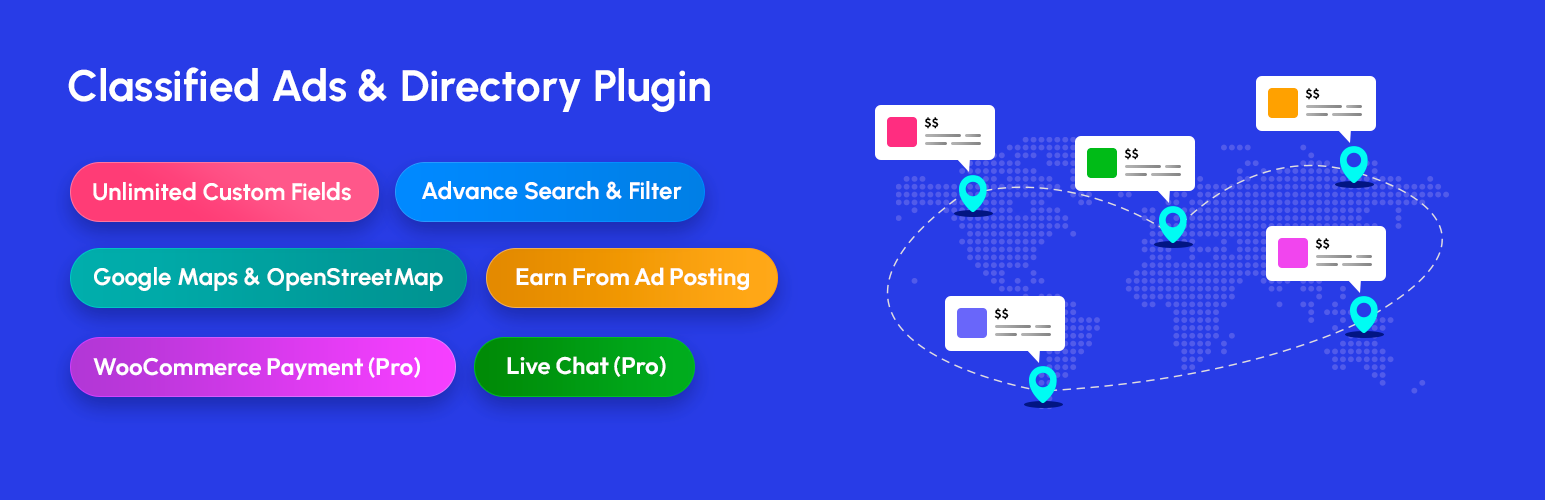 Classified Ads & Directory Plugin
Unlimited Custom Fields
Advance Search & Filter
Google Maps & OpenStreetMap
Earn From Ad Posting
WooCommerce Payment (Pro)
Live Chat (Pro)
$$
$$
$$
$$
$$